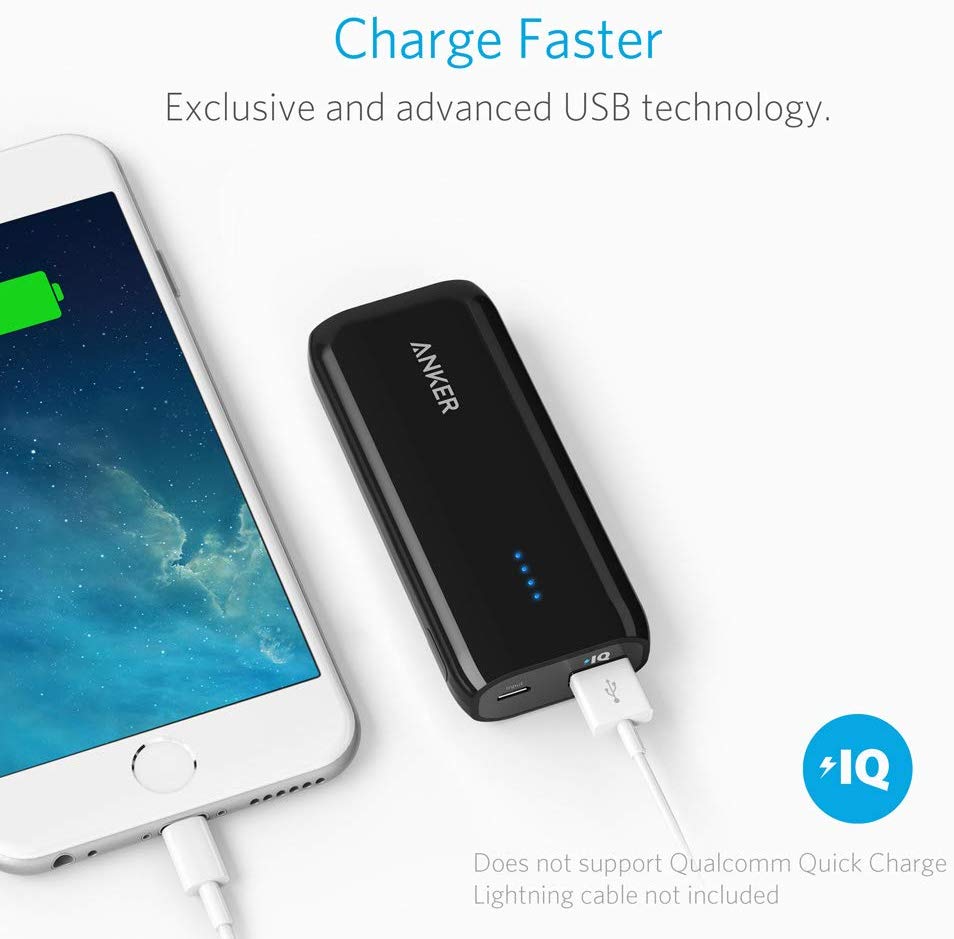 Charge Faster
Exclusive and advanced USB technology.
ANKER
IQ
Input
IQ
Does not support Qualcomm Quick Charge
Lightning cable not included